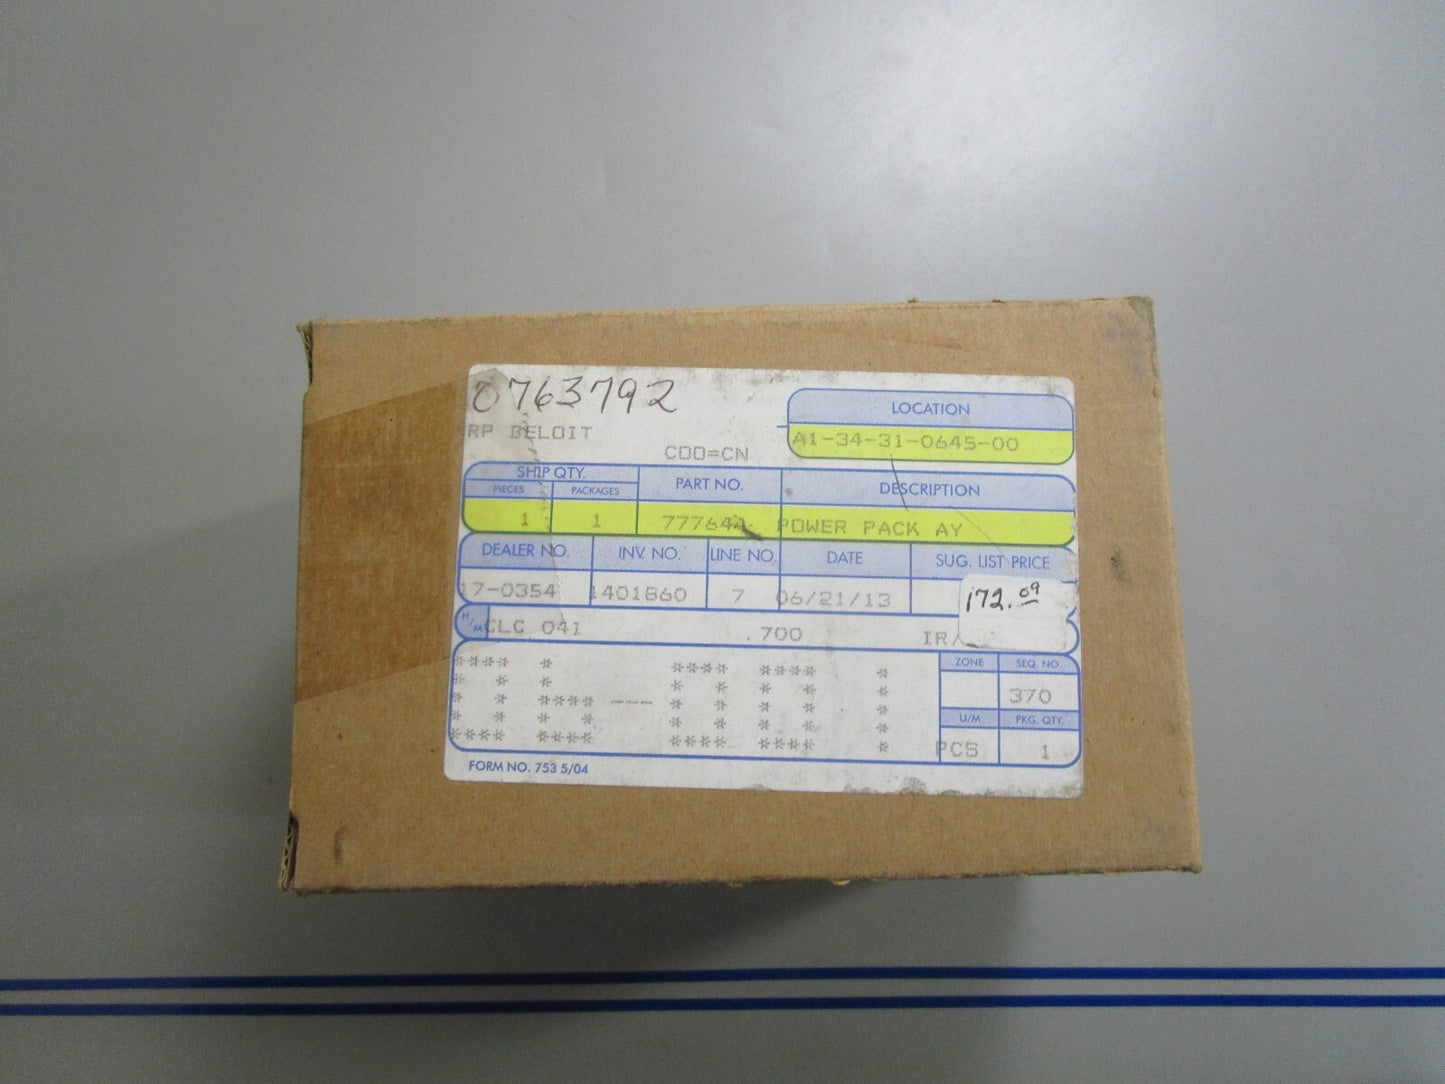 0763792
RP BELOIT
COO=CN
LOCATION
A1-34-31-0645-00
SHIP QTY.
PIECES PACKAGES PART NO. DESCRIPTION
1 1 777644 POWER PACK AY
DEALER NO. INV. NO. LINE NO. DATE SUG. LIST PRICE
17-0354 1401860 7 06/21/13 172.09
H/M CLC 041 .700 IR/
ZONE SEQ. NO.
370
U/M PKG. QTY.
PCS 1
FORM NO. 753 5/04